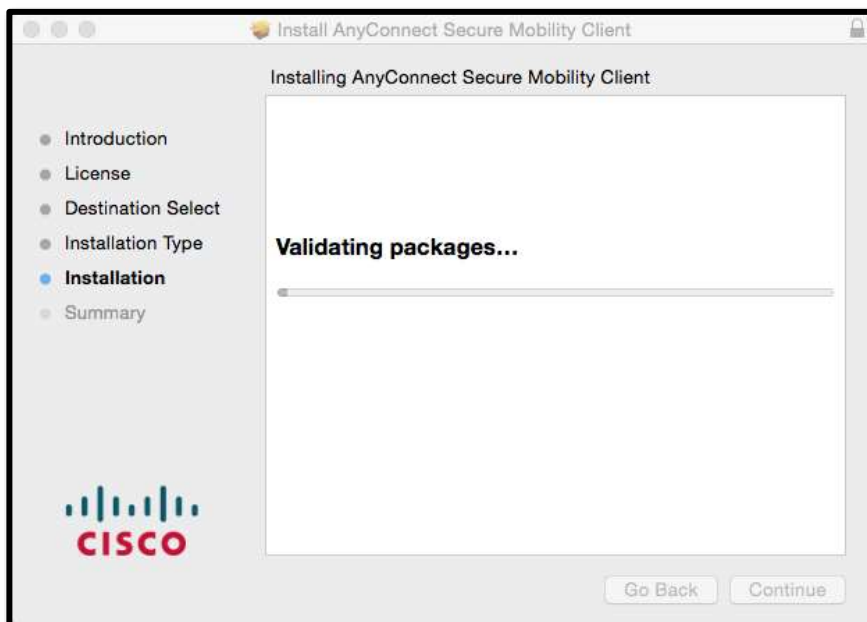 Install AnyConnect Secure Mobility Client
Installing AnyConnect Secure Mobility Client
Introduction
License
Destination Select
Installation Type
Installation
Summary
Validating packages...
CISCO
Go Back
Continue